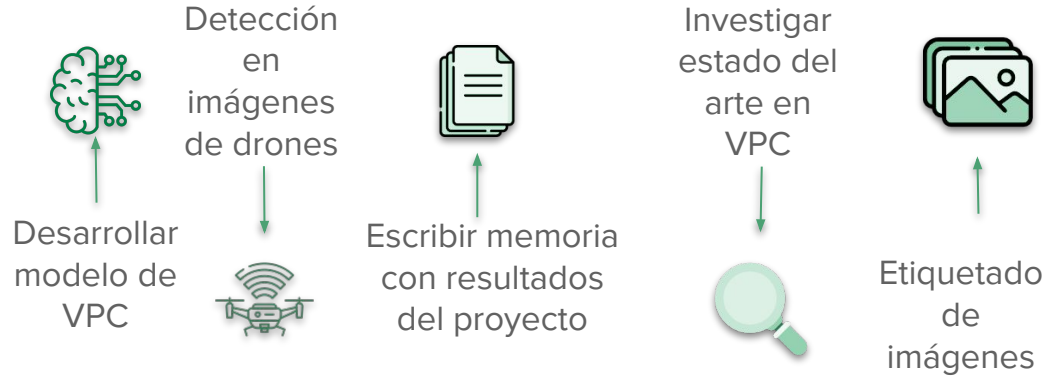 Desarrollar
modelo de
VPC
Detección
en
imágenes
de drones
Escribir memoria
con resultados
del proyecto
Investigar
estado del
arte en
VPC
Etiquetado
de
imágenes